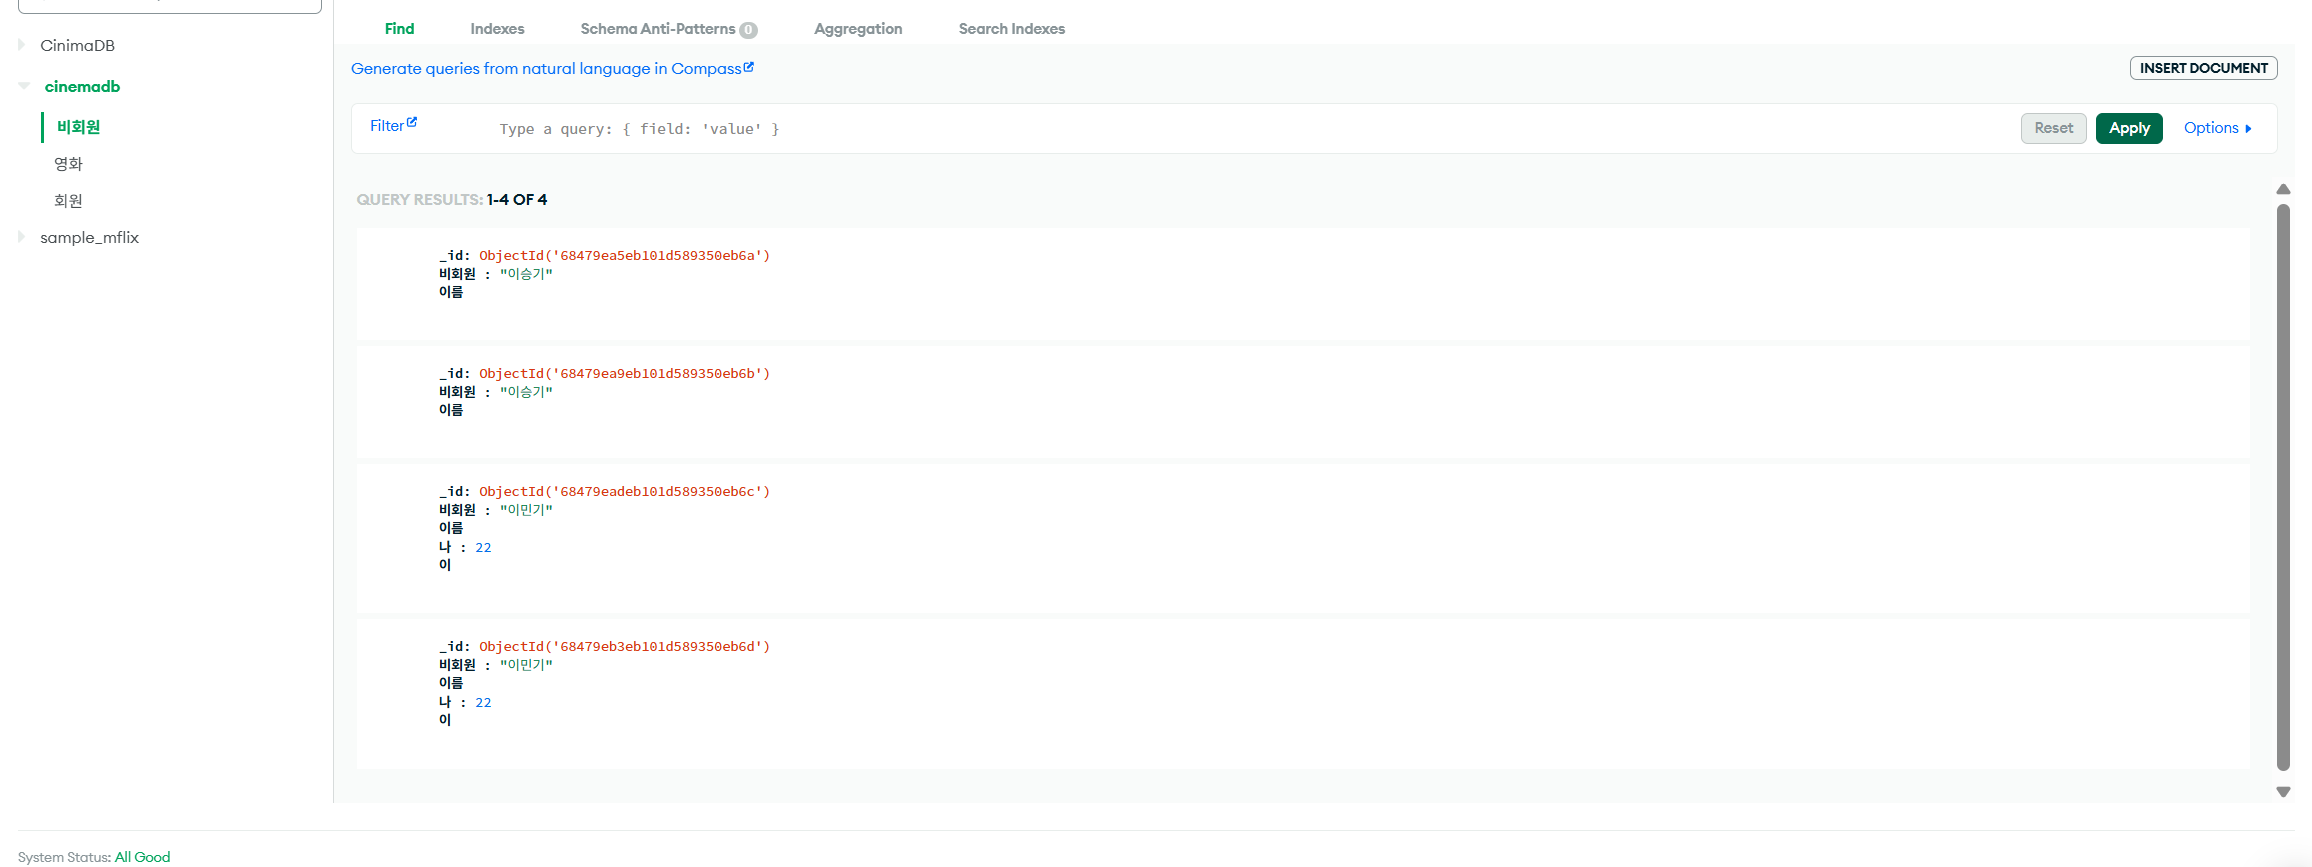 Find Indexes Schema Anti-Patterns 0 Aggregation Search Indexes
CinimaDB
cinemadb
비회원
영화
회원
sample_mflix
Generate queries from natural language in Compass
INSERT DOCUMENT
Filter Type a query: { field: 'value' } Reset Apply Options
QUERY RESULTS: 1-4 OF 4
_id: ObjectId('68479ea5eb101d589350eb6a')
비회원 : "이승기"
이름
_id: ObjectId('68479ea9eb101d589350eb6b')
비회원 : "이승기"
이름
_id: ObjectId('68479eadeb101d589350eb6c')
비회원 : "이민기"
이름
나 : 22
이
_id: ObjectId('68479eb3eb101d589350eb6d')
비회원 : "이민기"
이름
나 : 22
이
System Status: All Good